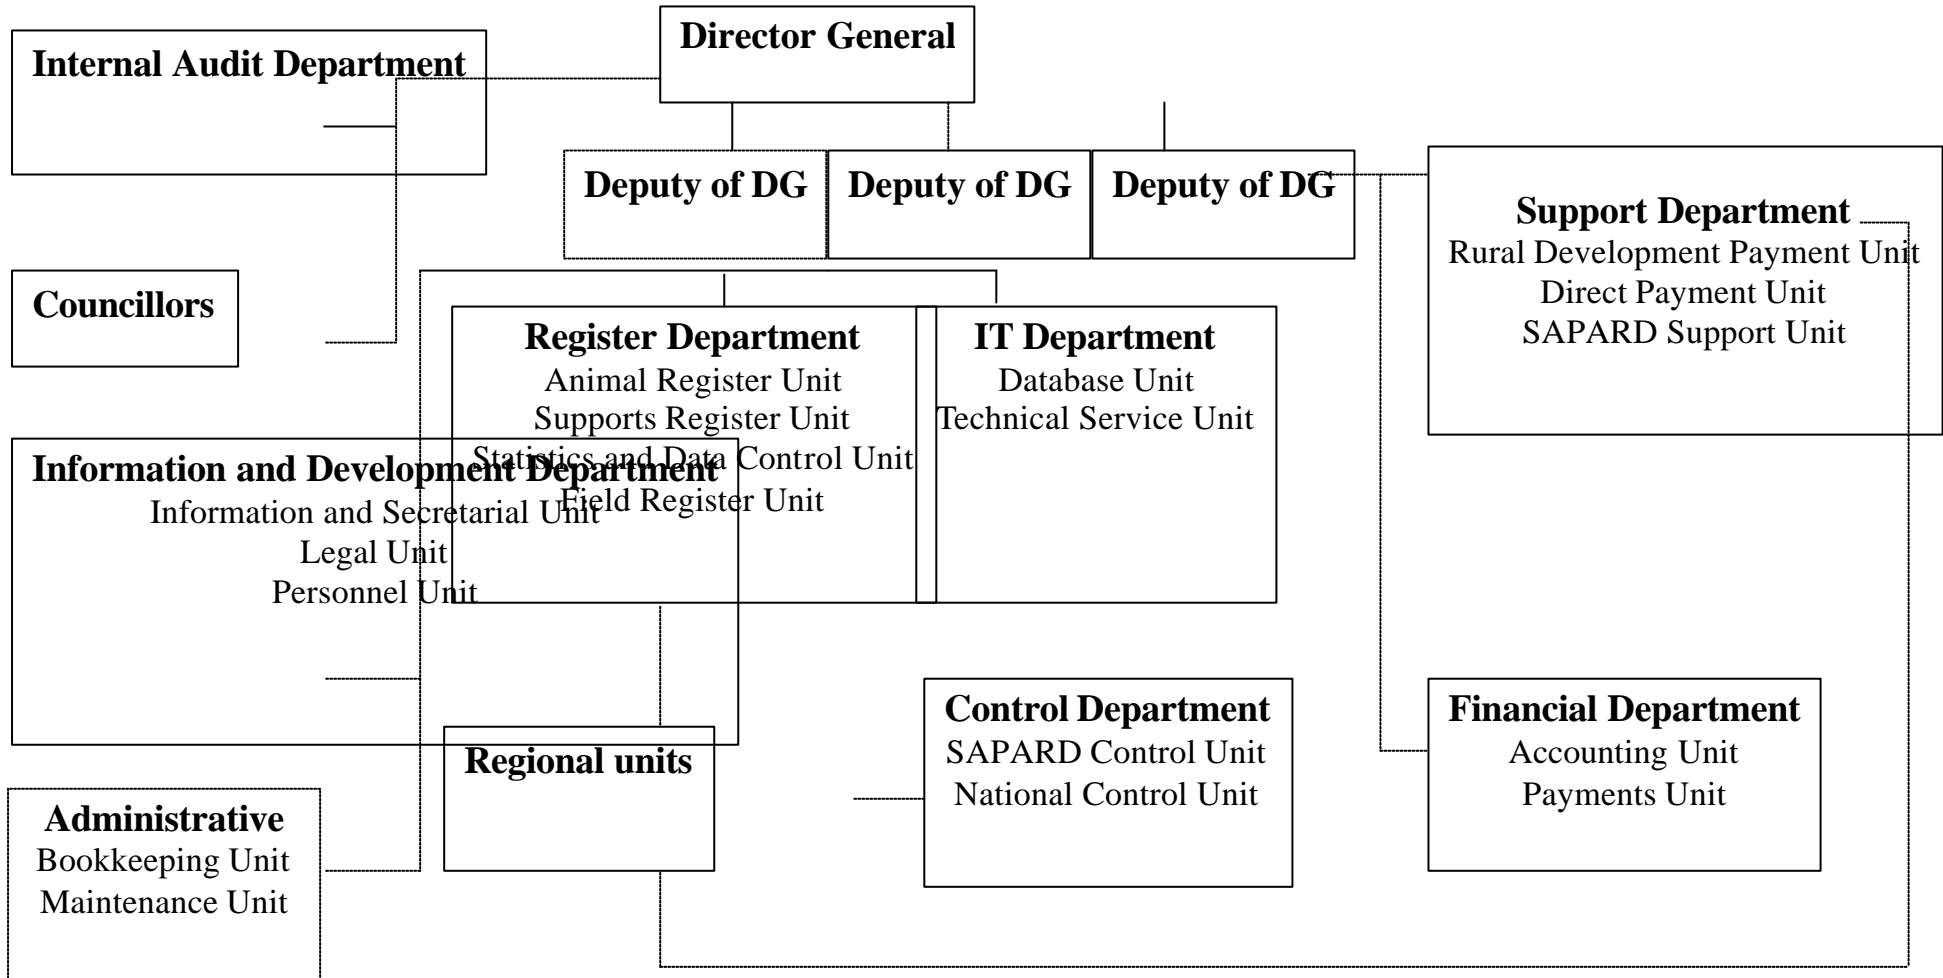 Director General
Internal Audit Department
Deputy of DG
Deputy of DG
Deputy of DG
Support Department
Rural Development Payment Unit
Direct Payment Unit
SAPARD Support Unit
Councillors
Register Department
Animal Register Unit
Supports Register Unit
Statistics and Data Control Unit
Field Register Unit
IT Department
Database Unit
Technical Service Unit
Information and Development Department
Information and Secretarial Unit
Legal Unit
Personnel Unit
Control Department
SAPARD Control Unit
National Control Unit
Financial Department
Accounting Unit
Payments Unit
Regional units
Administrative
Bookkeeping Unit
Maintenance Unit